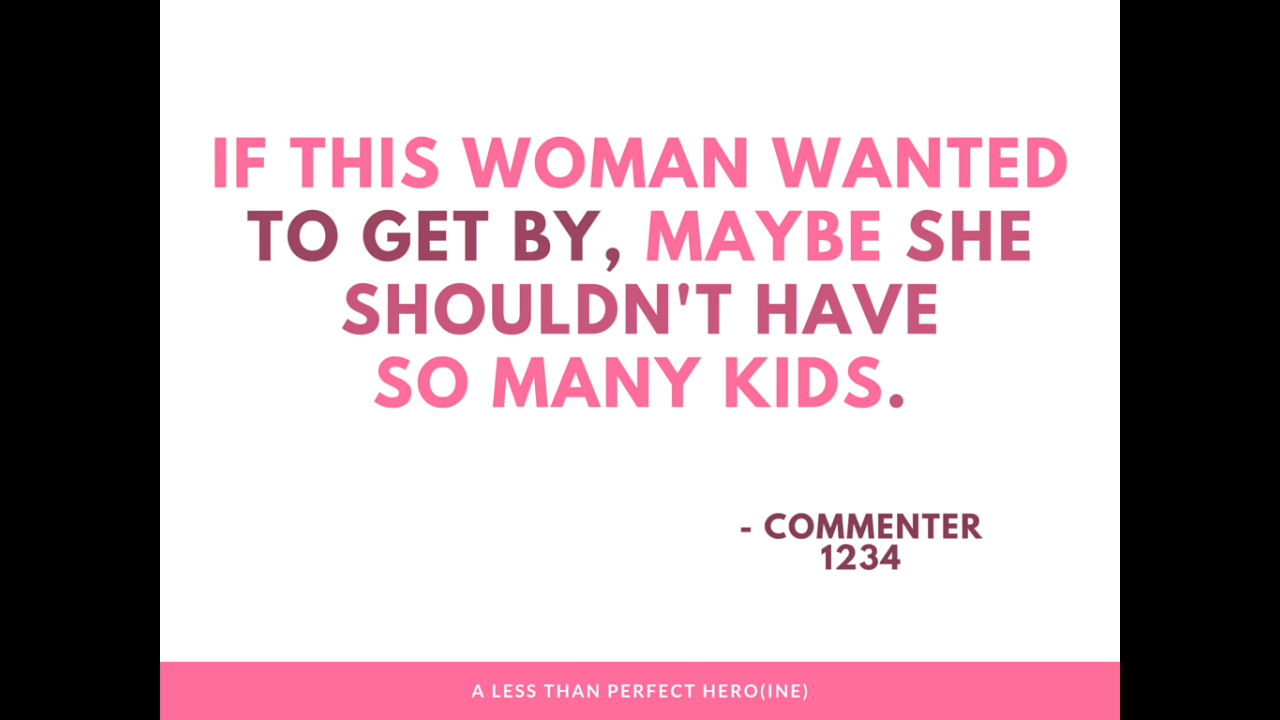 IF THIS WOMAN WANTED
TO GET BY, MAYBE SHE
SHOULDN'T HAVE
SO MANY KIDS.
- COMMENTER
1234
A LESS THAN PERFECT HERO(INE)